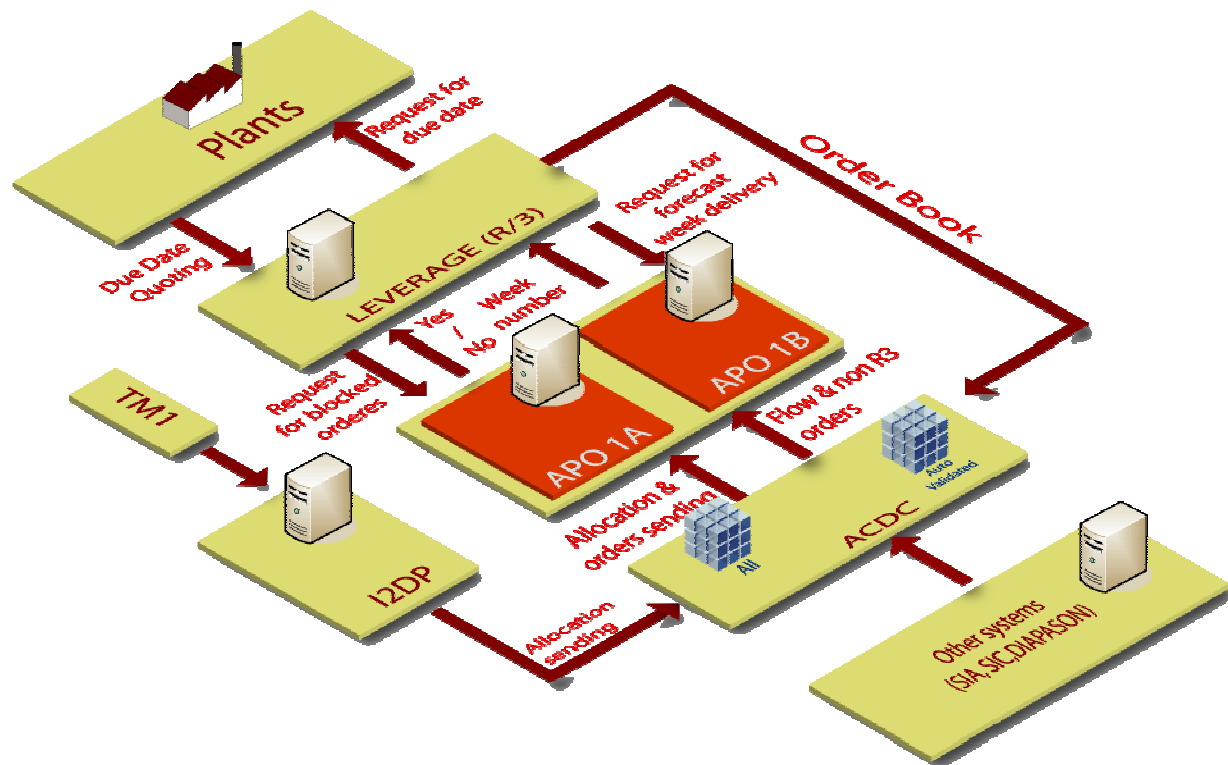 Plants
Request for
due date
Order Book
Request for
forecast
week delivery
LEVERAGE (R/3)
Due Date
Quoting
Yes
/
No
Week
number
Request
for blocked
orderes
APO 1A
APO 1B
TM1
I2DP
Flow & non R3
orders
Allocation &
orders sending
Auto
Validated
All
ACDC
Allocation
sending
Other systems
(SIA, SIC,DIAPASON)